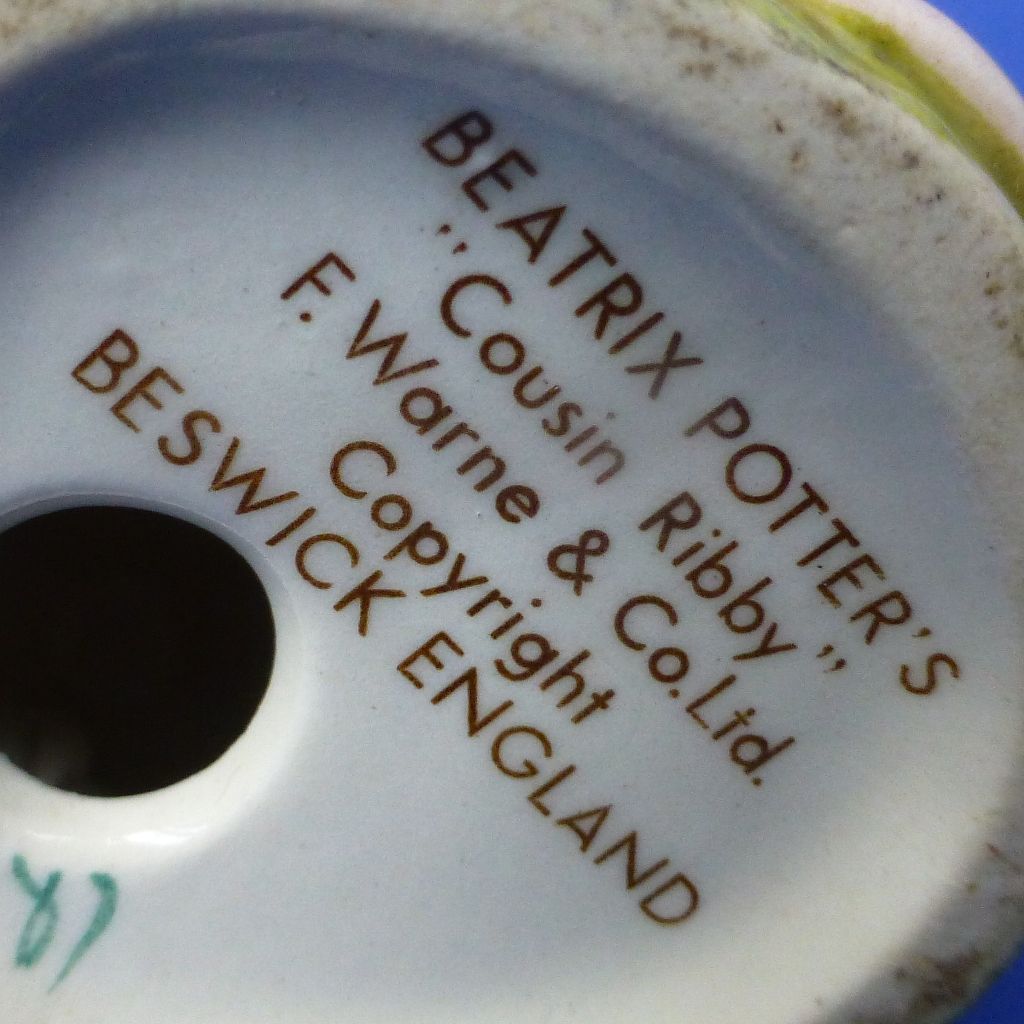 BEATRIX POTTER'S
"Cousin Ribby"
F. Warne & Co. Ltd.
Copyright
BESWICK ENGLAND